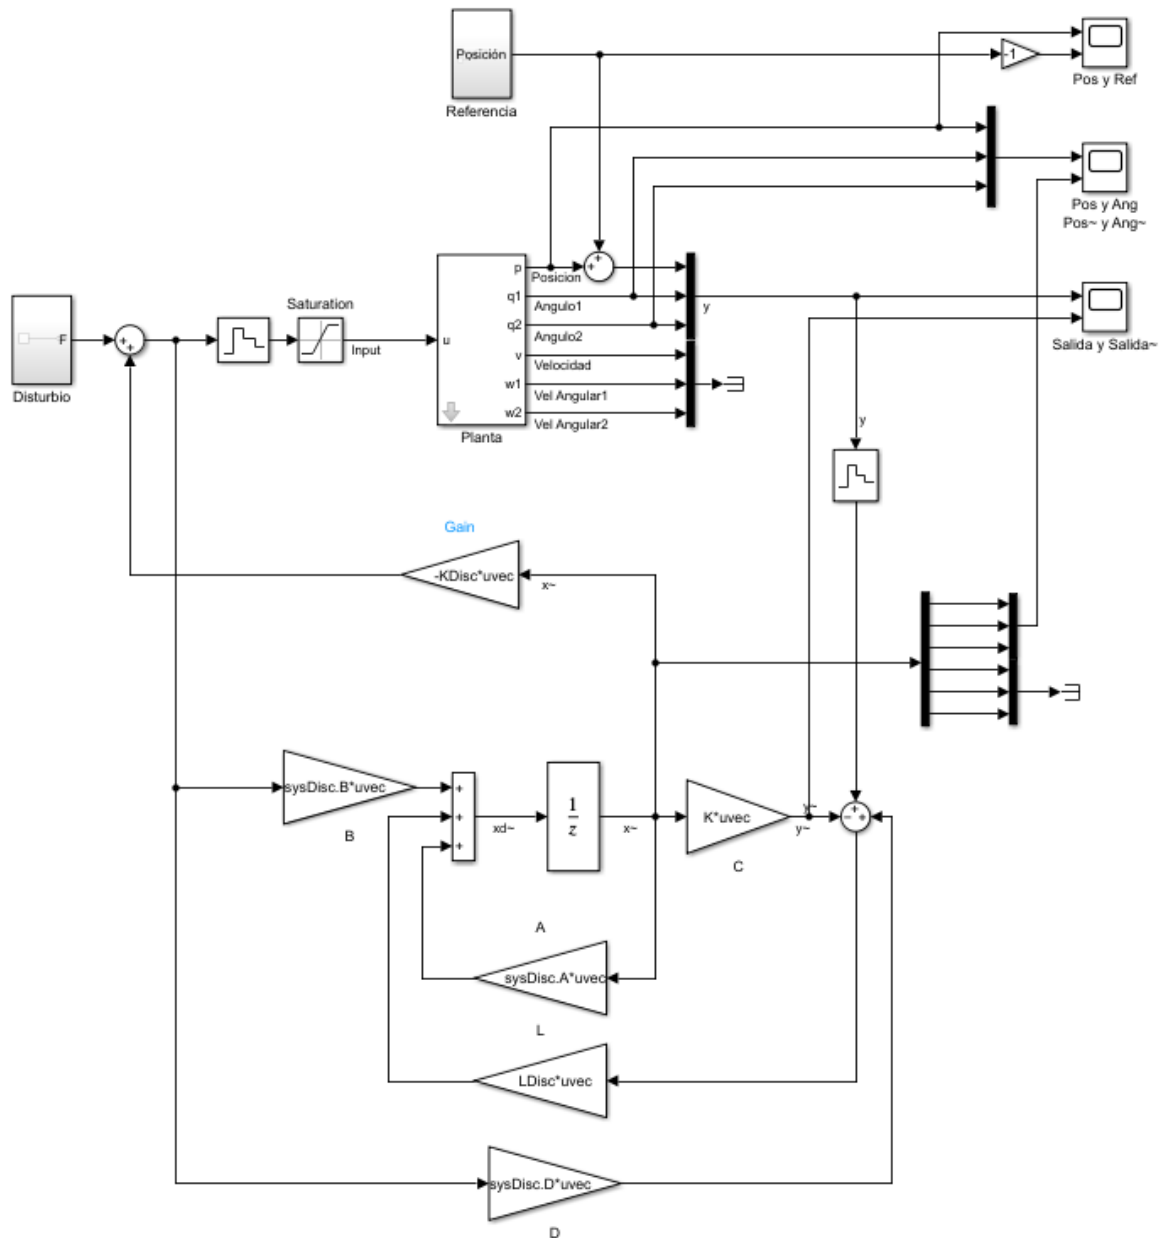 Posición
Referencia
-1
Pos y Ref
Pos y Ang
Pos~ y Ang~
Salida y Salida~
Disturbio
F
++
Saturation
Input
u
p
q1
q2
v
w1
w2
Planta
Posicion
Angulo1
Angulo2
Velocidad
Vel Angular1
Vel Angular2
+
+
y
y
Gain
-KDisc*uvec
x~
sysDisc.B*uvec
B
+
+
+
xd~
1
z
x~
K*uvec
C
y~
y~
+
- +
A
sysDisc.A*uvec
L
LDisc*uvec
sysDisc.D*uvec
D